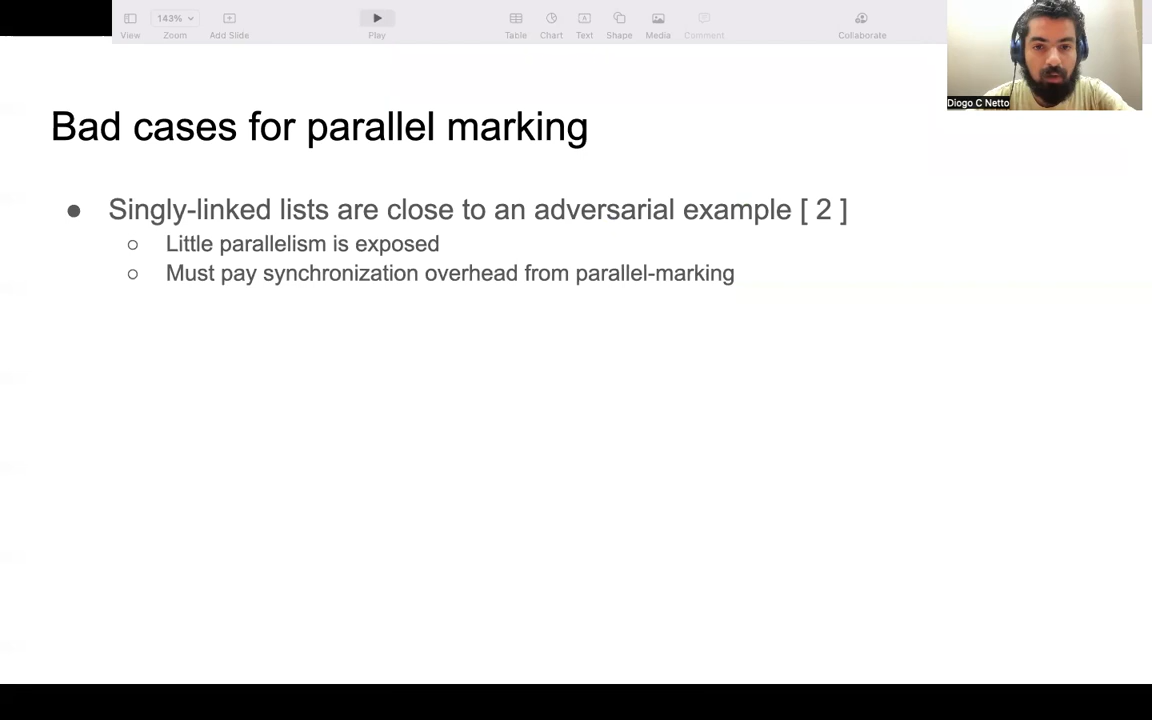 143%
View
Zoom
Add Slide
Play
Table
Chart
Text
Shape
Media
Comment
Collaborate
Diogo C Netto
Bad cases for parallel marking
● Singly-linked lists are close to an adversarial example [ 2 ]
○ Little parallelism is exposed
○ Must pay synchronization overhead from parallel-marking